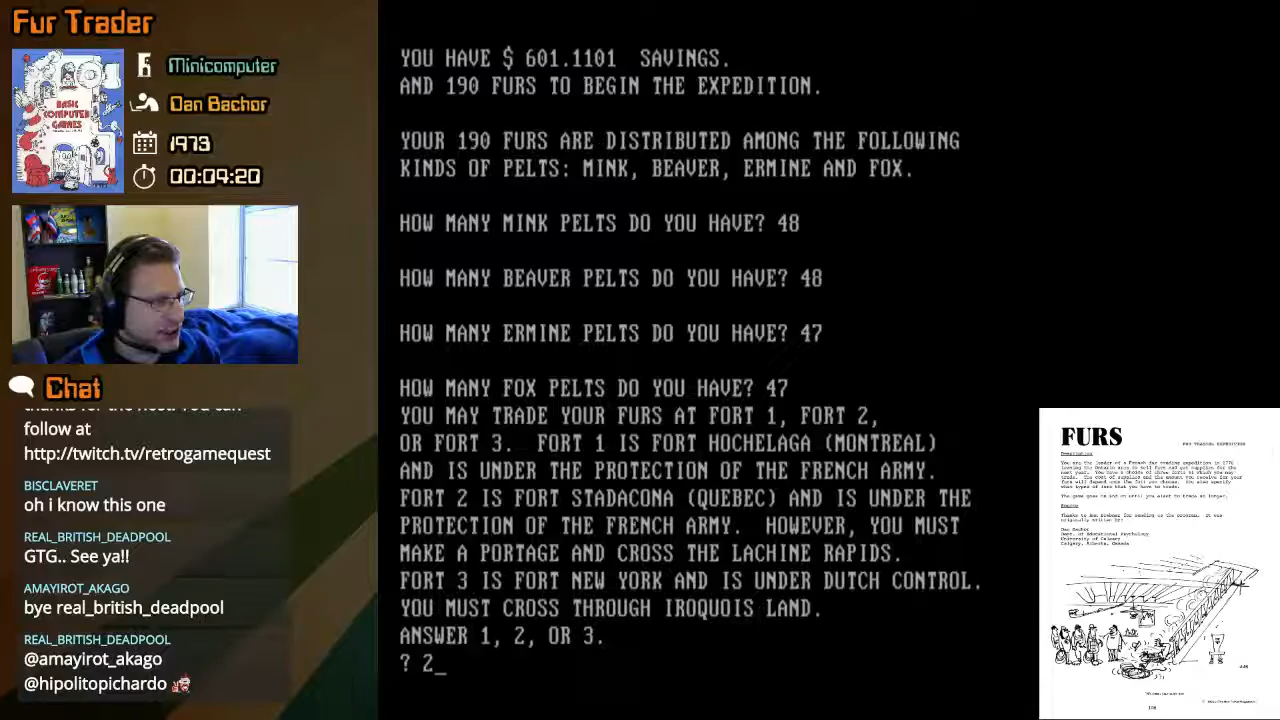 Fur Trader
BASIC
COMPUTER
GAMES
Minicomputer
Dan Bachor
1973
00:04:20
Chat
follow at
http://twitch.tv/retrogamequest
BISCLAVERET
oh i know this one
REAL_BRITISH_DEADPOOL
GTG.. See ya!!
AMAYIROT_AKAGO
bye real_british_deadpool
REAL_BRITISH_DEADPOOL
@amayirot_akago
@hipolitopichardo
YOU HAVE $ 601.1101 SAVINGS.
AND 190 FURS TO BEGIN THE EXPEDITION.
YOUR 190 FURS ARE DISTRIBUTED AMONG THE FOLLOWING
KINDS OF PELTS: MINK, BEAVER, ERMINE AND FOX.
HOW MANY MINK PELTS DO YOU HAVE? 48
HOW MANY BEAVER PELTS DO YOU HAVE? 48
HOW MANY ERMINE PELTS DO YOU HAVE? 47
HOW MANY FOX PELTS DO YOU HAVE? 47
YOU MAY TRADE YOUR FURS AT FORT 1, FORT 2,
OR FORT 3. FORT 1 IS FORT HOCHELAGA (MONTREAL)
AND IS UNDER THE PROTECTION OF THE FRENCH ARMY.
FORT 2 IS FORT STADACONA (QUEBEC) AND IS UNDER THE
PROTECTION OF THE FRENCH ARMY. HOWEVER, YOU MUST
MAKE A PORTAGE AND CROSS THE LACHINE RAPIDS.
FORT 3 IS FORT NEW YORK AND IS UNDER DUTCH CONTROL.
YOU MUST CROSS THROUGH IROQUOIS LAND.
ANSWER 1, 2, OR 3.
? 2_
FURS
FUR TRADING EXPEDITION
Description